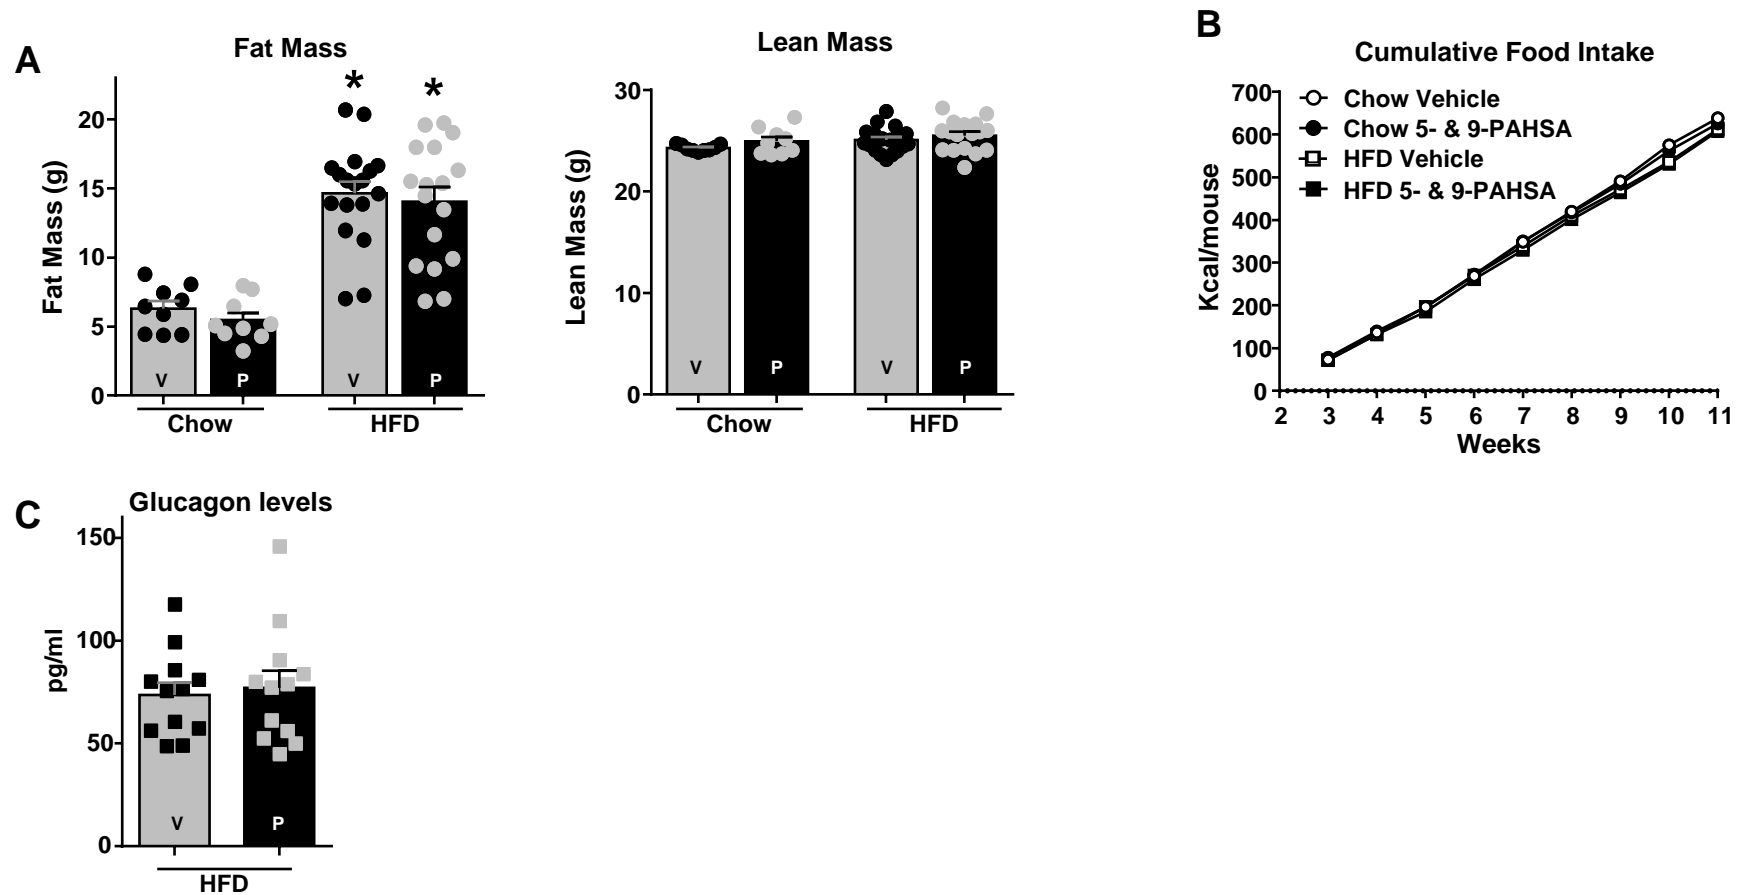 A
Fat Mass
Fat Mass (g)
20
15
10
5
0
* *
V P V P
Chow HFD
Lean Mass
Lean Mass (g)
30
20
10
0
V P V P
Chow HFD
B
Cumulative Food Intake
Kcal/mouse
700
600
500
400
300
200
100
0
Chow Vehicle
Chow 5- & 9-PAHSA
HFD Vehicle
HFD 5- & 9-PAHSA
2 3 4 5 6 7 8 9 10 11
Weeks
C
Glucagon levels
pg/ml
150
100
50
0
V P
HFD